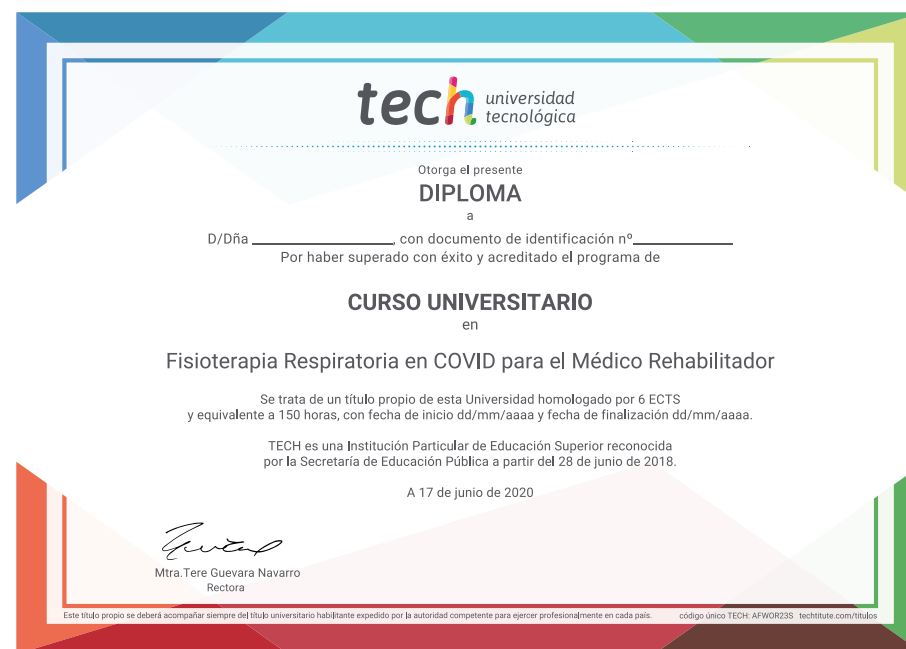 tech universidad
tecnológica
Otorga el presente
DIPLOMA
a
D/Dña ____________________, con documento de identificación nº______________
Por haber superado con éxito y acreditado el programa de
CURSO UNIVERSITARIO
en
Fisioterapia Respiratoria en COVID para el Médico Rehabilitador
Se trata de un título propio de esta Universidad homologado por 6 ECTS
y equivalente a 150 horas, con fecha de inicio dd/mm/aaaa y fecha de finalización dd/mm/aaaa.
TECH es una Institución Particular de Educación Superior reconocida
por la Secretaría de Educación Pública a partir del 28 de junio de 2018.
A 17 de junio de 2020
Mtra.Tere Guevara Navarro
Rectora
Este título propio se deberá acompañar siempre del título universitario habilitante expedido por la autoridad competente para ejercer profesionalmente en cada país. código único TECH: AFWOR23S techtitute.com/titulos